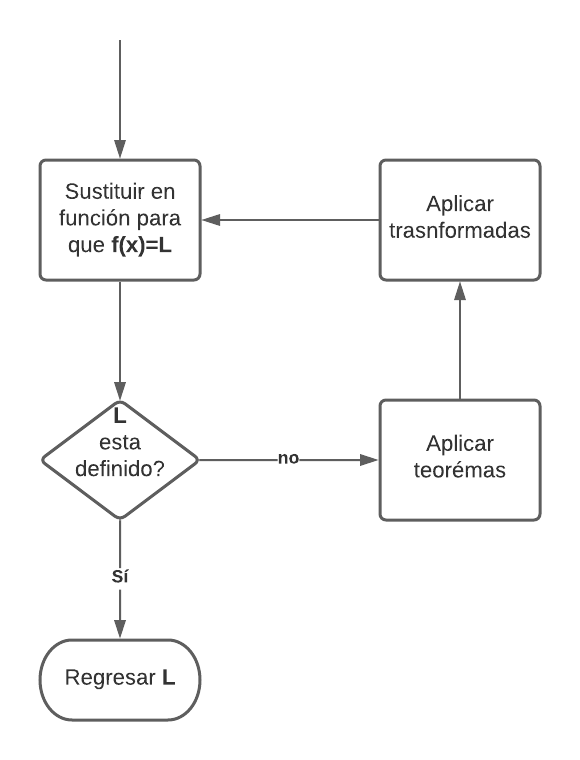 Sustituir en
función para
que f(x)=L
Aplicar
trasnformadas
L
esta
definido?
no
Aplicar
teorémas
Sí
Regresar L